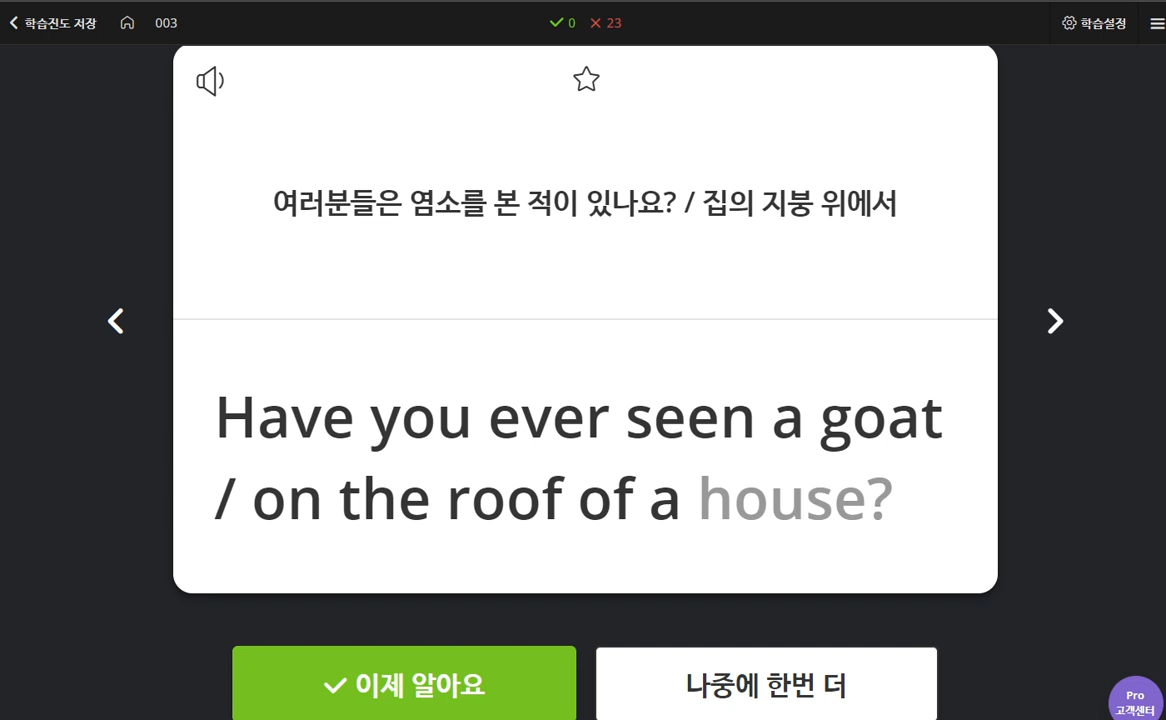 학습진도 저장
003
0
23
학습설정
여러분들은 염소를 본 적이 있나요? / 집의 지붕 위에서
Have you ever seen a goat
/ on the roof of a house?
이제 알아요
나중에 한번 더
Pro
고객센터